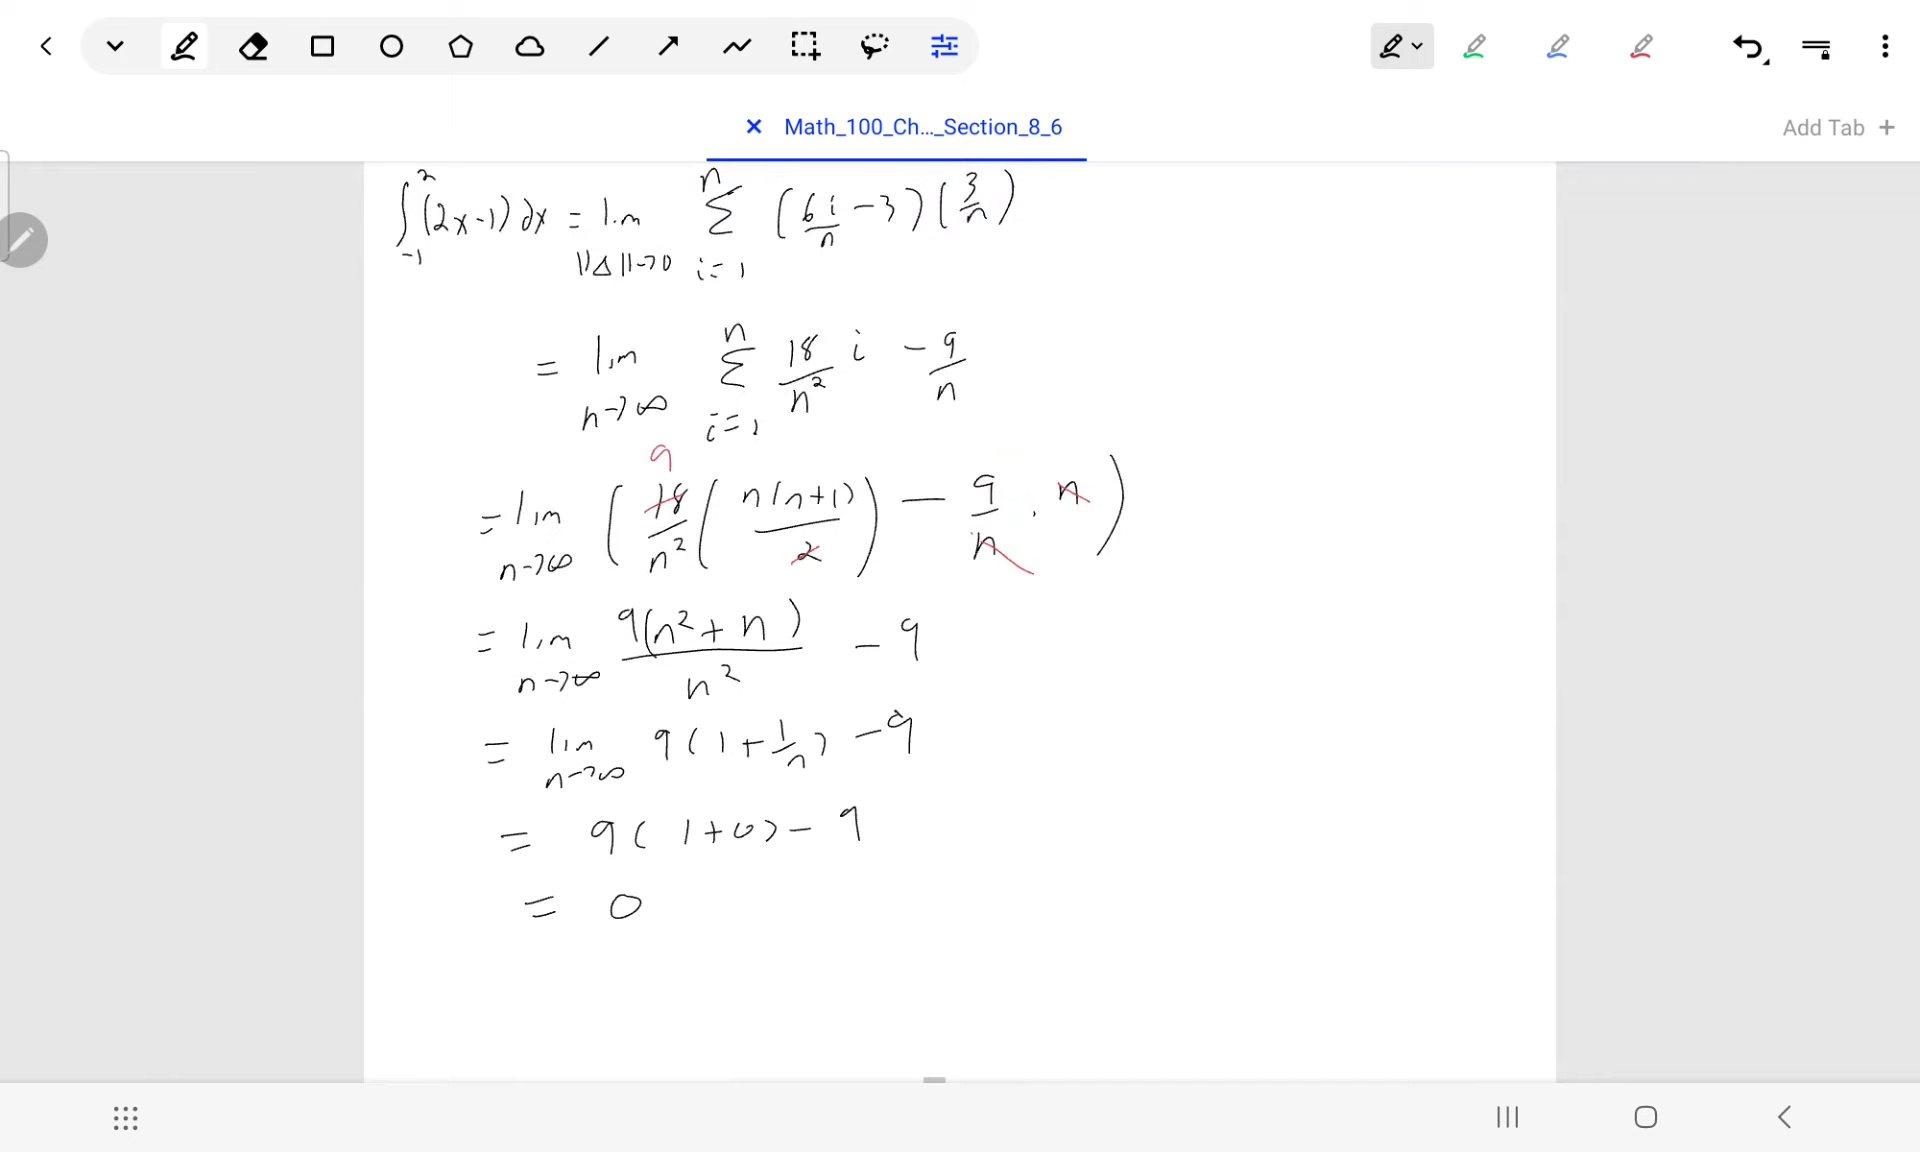 Math_100_Ch..._Section_8_6
Add Tab +
∫_{-1}^{2} (2x-1) dx = lim_{||Δ||→0} Σ_{i=1}^{n} (6i/n - 3)(3/n)
= lim_{n→∞} Σ_{i=1}^{n} 18/n² i - 9/n
9
= lim_{n→∞} ( 18/n² ( n(n+1)/2 ) - 9/n · n )
= lim_{n→∞} 9(n²+n)/n² - 9
= lim_{n→∞} 9(1+1/n) - 9
= 9(1+0) - 9
= 0